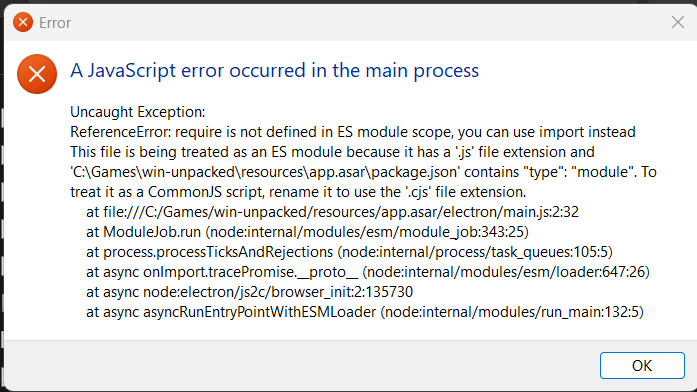 Error
A JavaScript error occurred in the main process
Uncaught Exception:
ReferenceError: require is not defined in ES module scope, you can use import instead
This file is being treated as an ES module because it has a '.js' file extension and
'C:\Games\win-unpacked\resources\app.asar\package.json' contains "type": "module". To
treat it as a CommonJS script, rename it to use the '.cjs' file extension.
at file:///C:/Games/win-unpacked/resources/app.asar/electron/main.js:2:32
at ModuleJob.run (node:internal/modules/esm/module_job:343:25)
at process.processTicksAndRejections (node:internal/process/task_queues:105:5)
at async onImport.tracePromise.__proto__ (node:internal/modules/esm/loader:647:26)
at async node:electron/js2c/browser_init:2:135730
at async asyncRunEntryPointWithESMLoader (node:internal/modules/run_main:132:5)
OK